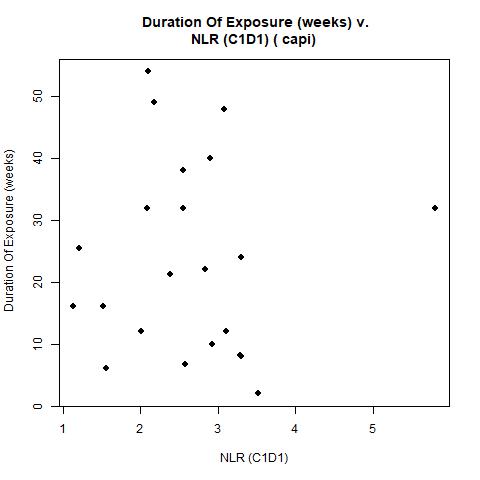 Duration Of Exposure (weeks) v.
NLR (C1D1) ( capi)
Duration Of Exposure (weeks)
50
40
30
20
10
0
1 2 3 4 5
NLR (C1D1)